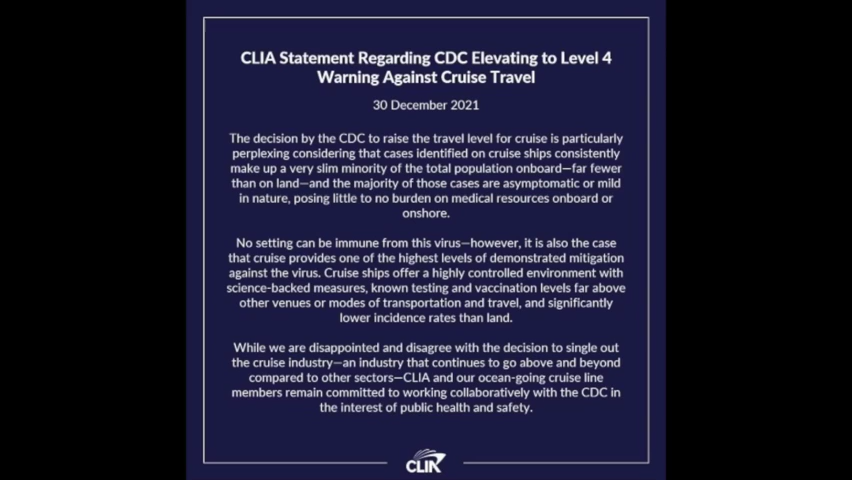 CLIA Statement Regarding CDC Elevating to Level 4
Warning Against Cruise Travel
30 December 2021
The decision by the CDC to raise the travel level for cruise is particularly
perplexing considering that cases identified on cruise ships consistently
make up a very slim minority of the total population onboard—far fewer
than on land—and the majority of those cases are asymptomatic or mild
in nature, posing little to no burden on medical resources onboard or
onshore.
No setting can be immune from this virus—however, it is also the case
that cruise provides one of the highest levels of demonstrated mitigation
against the virus. Cruise ships offer a highly controlled environment with
science-backed measures, known testing and vaccination levels far above
other venues or modes of transportation and travel, and significantly
lower incidence rates than land.
While we are disappointed and disagree with the decision to single out
the cruise industry—an industry that continues to go above and beyond
compared to other sectors—CLIA and our ocean-going cruise line
members remain committed to working collaboratively with the CDC in
the interest of public health and safety.
CLIA